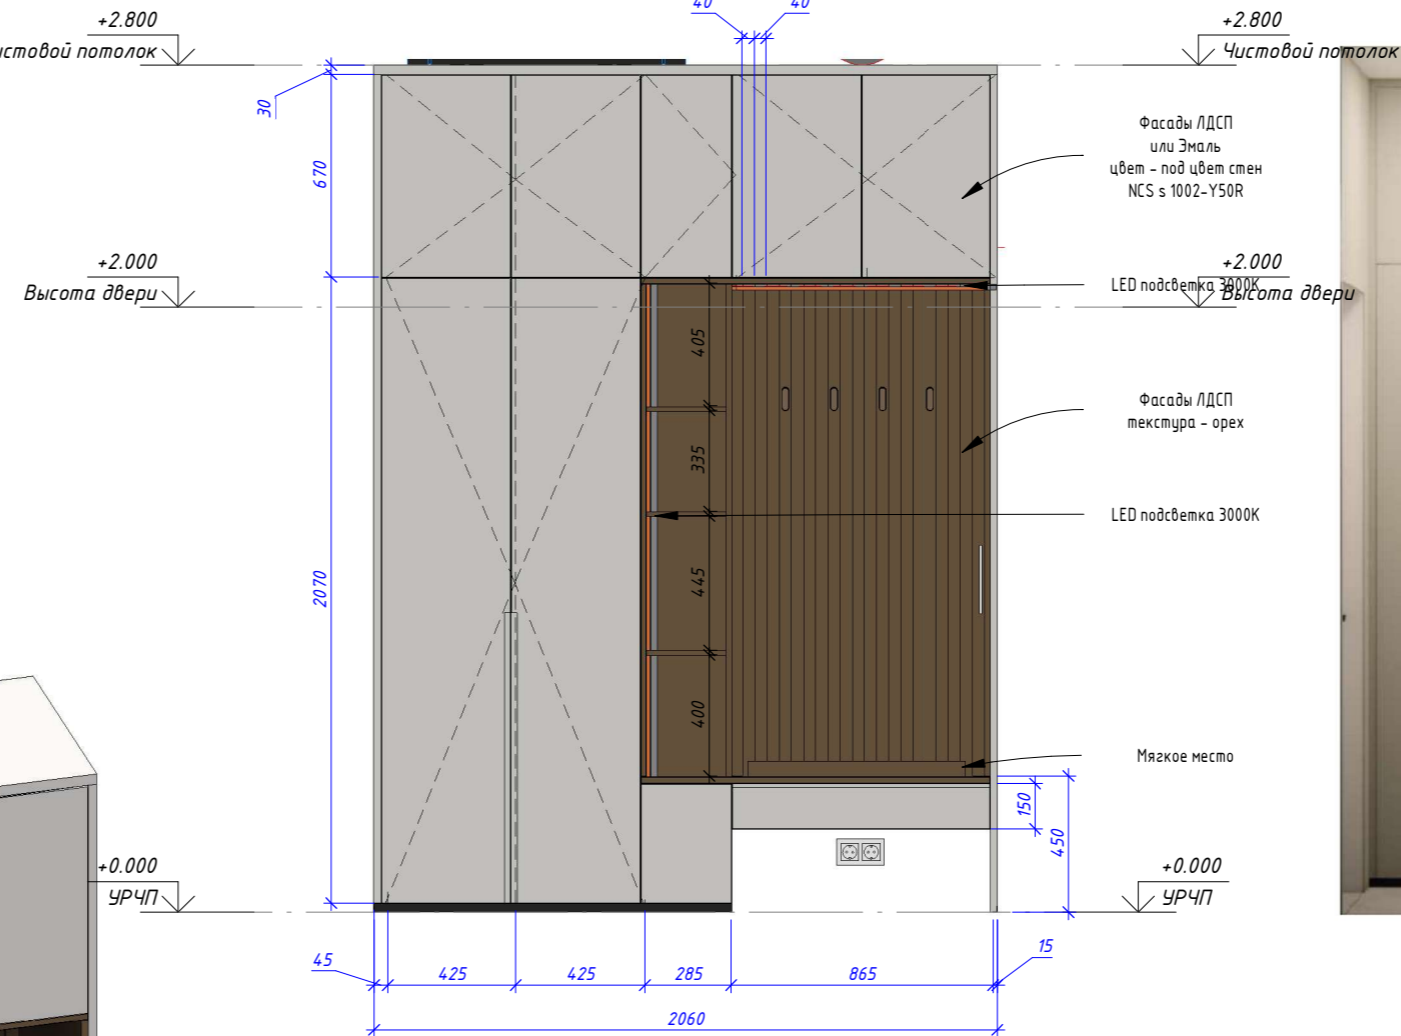 40
40
+2.800
истовой потолок
+2.800
Чистовой потолок
30
670
Фасады ЛДСП
или Эмаль
цвет - под цвет стен
NCS s 1002-Y50R
+2.000
Высота двери
+2.000
Высота двери
LED подсветка 3000K
405
Фасады ЛДСП
текстура - орех
335
LED подсветка 3000K
2070
445
400
Мягкое место
150
450
+0.000
УРЧП
+0.000
УРЧП
45
425
425
285
865
15
2060